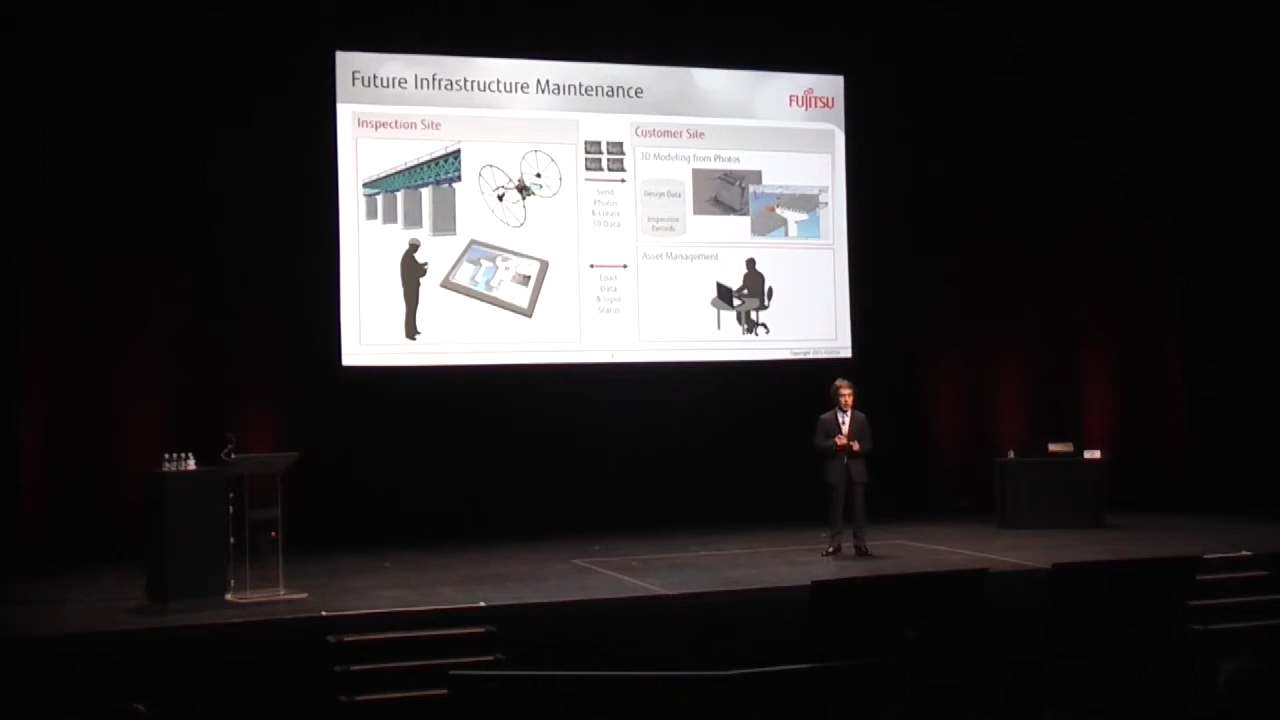 Future Infrastructure Maintenance
FUJITSU
Inspection Site
Customer Site
3D Modeling from Photos
Design Data
Inspection
Records
Send
Photos
& Create
3D Data
Asset Management
Load
Data
& Input
Status